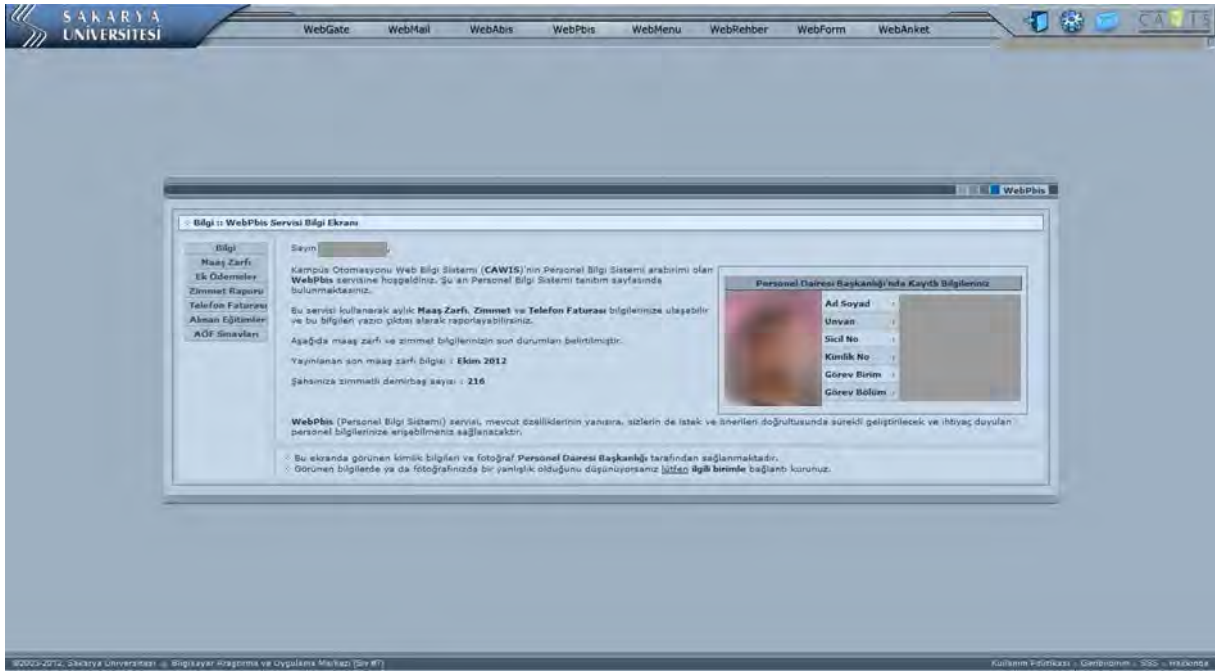 SAKARYA
ÜNİVERSİTESİ
WebGate WebMail WebAbis WebPbis WebMenu WebRehber WebForm WebAnket
CAWIS
WebPbis
Bilgi :: WebPbis Servisi Bilgi Ekranı
Bilgi
Maaş Zarfı
Ek Ödemeler
Zimmet Raporu
Telefon Faturası
Alınan Eğitimler
AÖF Sınavları
Sayın
Kampüs Otomasyonu Web Bilgi Sistemi (CAWIS)'nin Personel Bilgi Sistemi arabirimi olan
WebPbis servisine hoşgeldiniz. Şu an Personel Bilgi Sistemi tanıtım sayfasında
bulunmaktasınız.
Bu servisi kullanarak aylık Maaş Zarfı, Zimmet ve Telefon Faturası bilgilerinize ulaşabilir
ve bu bilgileri yazıcı çıktısı alarak raporlayabilirsiniz.
Aşağıda maaş zarfı ve zimmet bilgilerinizin son durumları belirtilmiştir.
Yayınlanan son maaş zarfı bilgisi : Ekim 2012
Şahsınıza zimmetli demirbaş sayısı : 216
Personel Dairesi Başkanlığı'nda Kayıtlı Bilgileriniz
Ad Soyad :
Unvan :
Sicil No :
Kimlik No :
Görev Birim :
Görev Bölüm :
WebPbis (Personel Bilgi Sistemi) servisi, mevcut özelliklerinin yanısıra, sizlerin de istek ve önerileri doğrultusunda sürekli geliştirilecek ve ihtiyaç duyulan
personel bilgilerinize erişebilmeniz sağlanacaktır.
Bu ekranda görünen kimlik bilgileri ve fotoğraf Personel Dairesi Başkanlığı tarafından sağlanmaktadır.
Görünen bilgilerde ya da fotoğrafınızda bir yanlışlık olduğunu düşünüyorsanız lütfen ilgili birimle bağlantı kurunuz.
©2003-2012, Sakarya Üniversitesi :: Bilgisayar Araştırma ve Uygulama Merkezi Kullanım Politikası : Geribildirim : SSS : Hakkında